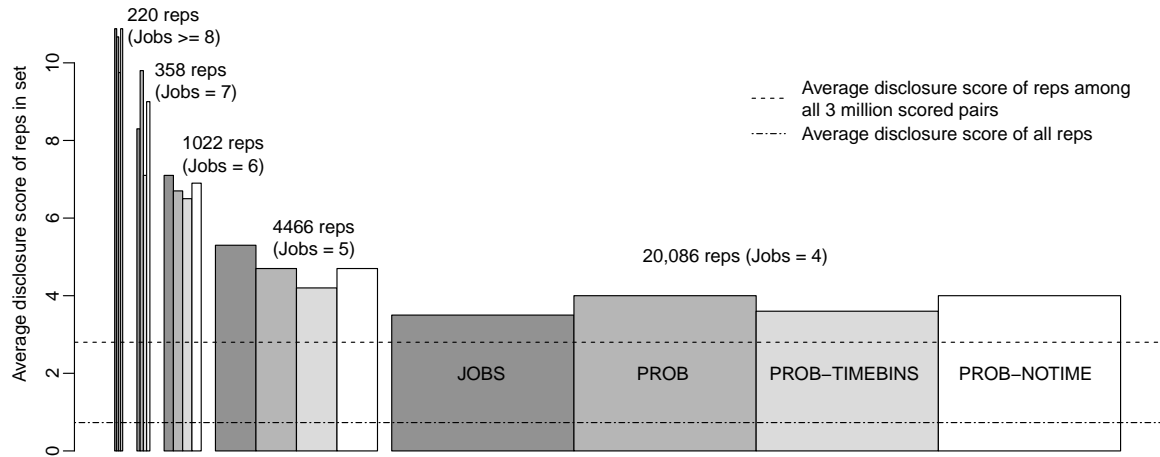 220 reps
(Jobs >= 8)
358 reps
(Jobs = 7)
1022 reps
(Jobs = 6)
4466 reps
(Jobs = 5)
20,086 reps (Jobs = 4)
Average disclosure score of reps among
all 3 million scored pairs
Average disclosure score of all reps
Average disclosure score of reps in set
10
8
6
4
2
0
JOBS
PROB
PROB−TIMEBINS
PROB−NOTIME